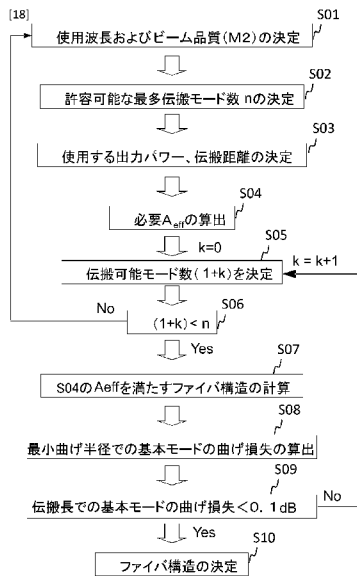 [18]
S01
使用波長およびビーム品質(M2)の決定
S02
許容可能な最多伝搬モード数 nの決定
S03
使用する出力パワー、伝搬距離の決定
S04
必要Aeffの算出
k=0
S05
k = k+1
伝搬可能モード数(1+k)を決定
No
S06
(1+k)< n
Yes
S07
S04のAeffを満たすファイバ構造の計算
S08
最小曲げ半径での基本モードの曲げ損失の算出
S09
伝搬長での基本モードの曲げ損失<0.1dB
No
Yes
S10
ファイバ構造の決定